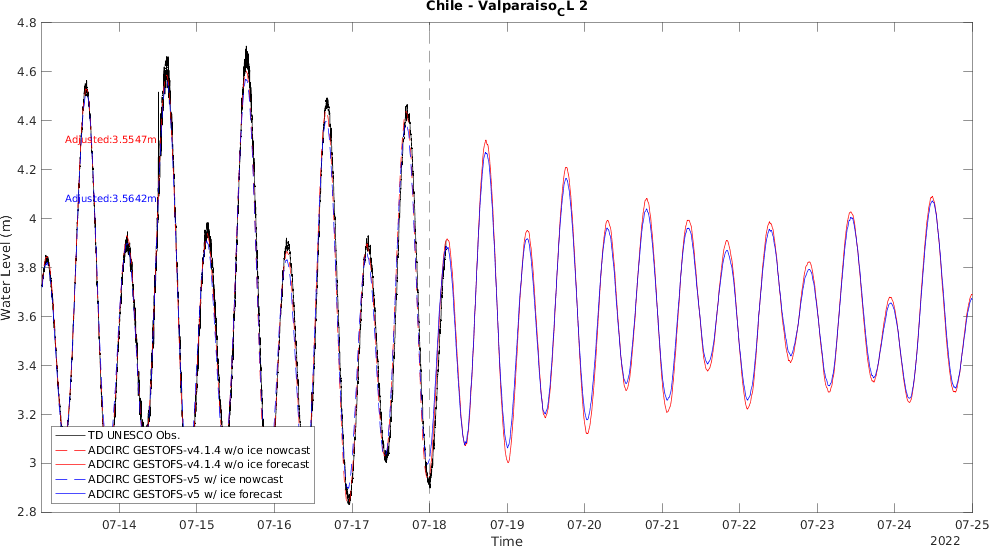 Chile - Valparaiso_CL 2
4.8
4.6
4.4
4.2
4
3.8
3.6
3.4
3.2
3
2.8
Water Level (m)
Adjusted:3.5547m
Adjusted:3.5642m
TD UNESCO Obs.
ADCIRC GESTOFS-v4.1.4 w/o ice nowcast
ADCIRC GESTOFS-v4.1.4 w/o ice forecast
ADCIRC GESTOFS-v5 w/ ice nowcast
ADCIRC GESTOFS-v5 w/ ice forecast
07-14 07-15 07-16 07-17 07-18 07-19 07-20 07-21 07-22 07-23 07-24 07-25
Time
2022